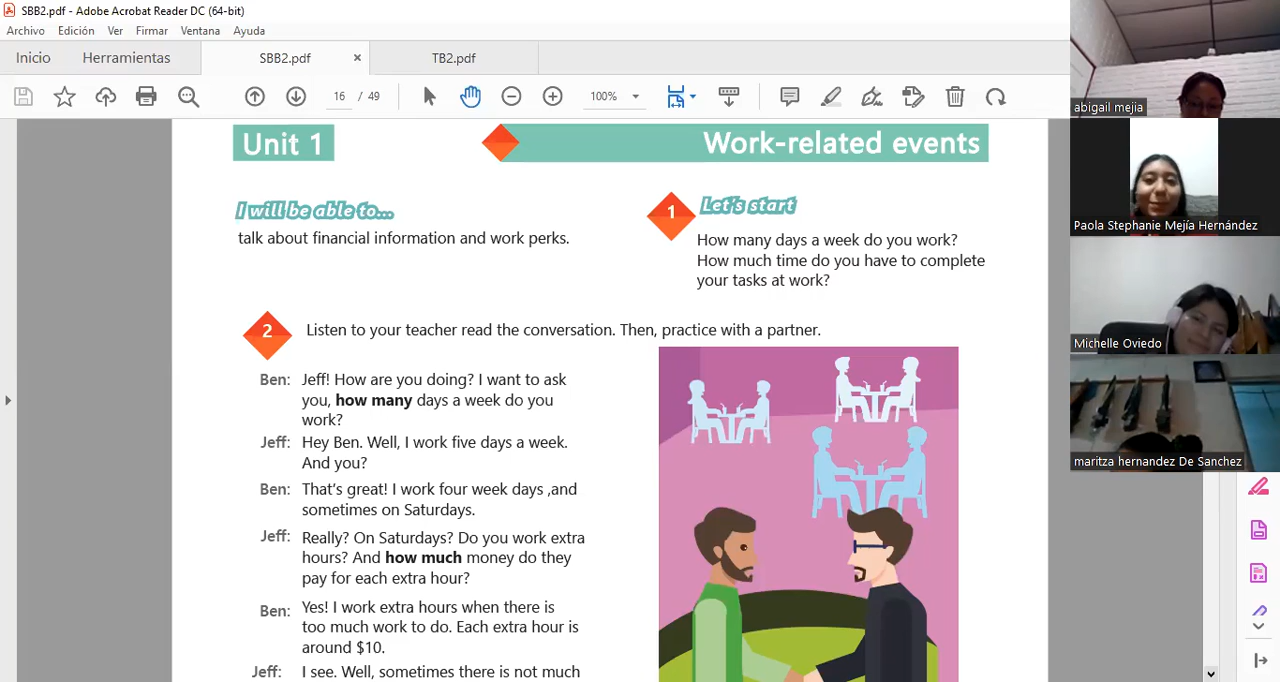 SBB2.pdf - Adobe Acrobat Reader DC (64-bit)
Archivo Edición Ver Firmar Ventana Ayuda
Inicio Herramientas SBB2.pdf × TB2.pdf
16 / 49 100%
Unit 1
Work-related events
I will be able to...
talk about financial information and work perks.
1 Let's start
How many days a week do you work?
How much time do you have to complete
your tasks at work?
2 Listen to your teacher read the conversation. Then, practice with a partner.
Ben: Jeff! How are you doing? I want to ask
you, how many days a week do you
work?
Jeff: Hey Ben. Well, I work five days a week.
And you?
Ben: That's great! I work four week days ,and
sometimes on Saturdays.
Jeff: Really? On Saturdays? Do you work extra
hours? And how much money do they
pay for each extra hour?
Ben: Yes! I work extra hours when there is
too much work to do. Each extra hour is
around $10.
Jeff: I see. Well, sometimes there is not much
abigail mejia
Paola Stephanie Mejía Hernández
Michelle Oviedo
maritza hernandez De Sanchez